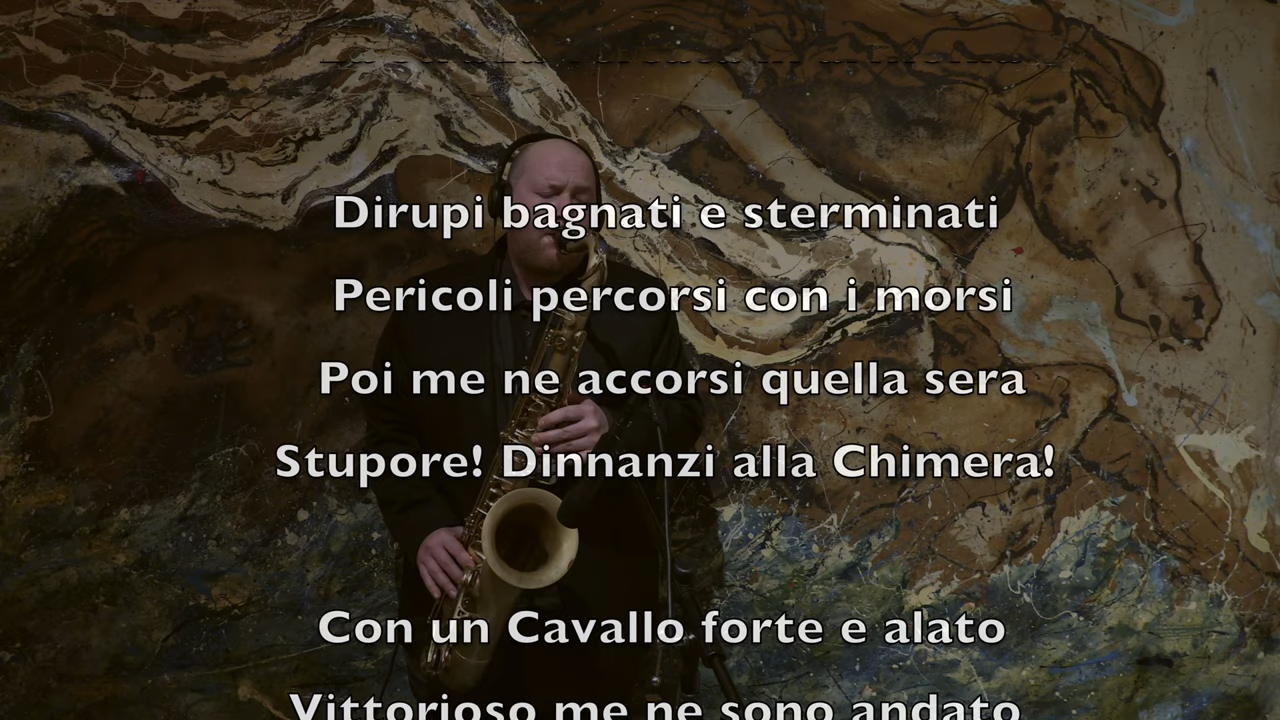 Dirupi bagnati e sterminati
Pericoli percorsi con i morsi
Poi me ne accorsi quella sera
Stupore! Dinnanzi alla Chimera!
Con un Cavallo forte e alato
Vittorioso me ne sono andato